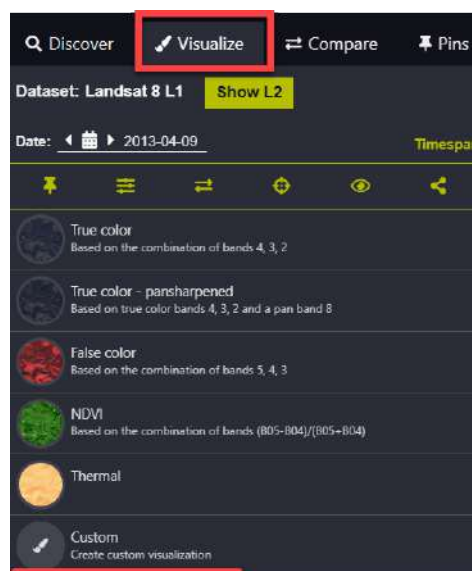 Discover Visualize Compare Pins
Dataset: Landsat 8 L1 Show L2
Date: 2013-04-09 Timespa
True color
Based on the combination of bands 4, 3, 2
True color - pansharpened
Based on true color bands 4, 3, 2 and a pan band 8
False color
Based on the combination of bands 5, 4, 3
NDVI
Based on the combination of bands (B05-B04)/(B05+B04)
Thermal
Custom
Create custom visualization